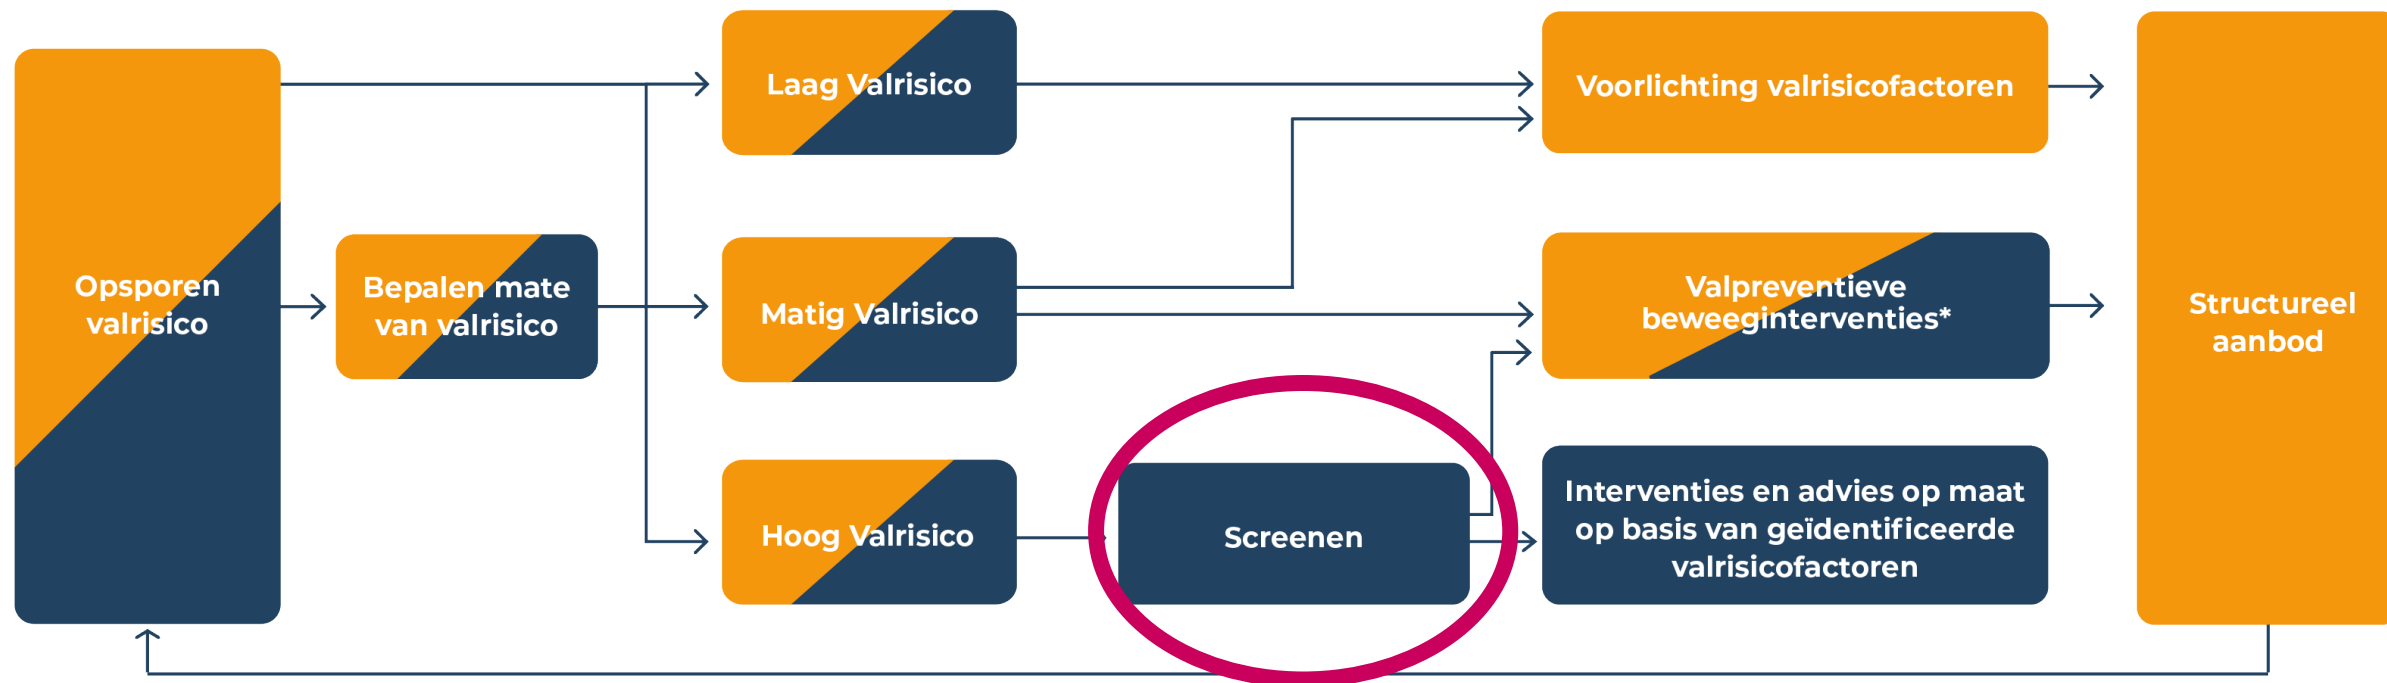 Opsporen
valrisico
Bepalen mate
van valrisico
Laag Valrisico
Matig Valrisico
Hoog Valrisico
Screenen
Voorlichting valrisicofactoren
Valpreventieve
beweeginterventies*
Interventies en advies op maat
op basis van geïdentificeerde
valrisicofactoren
Structureel
aanbod